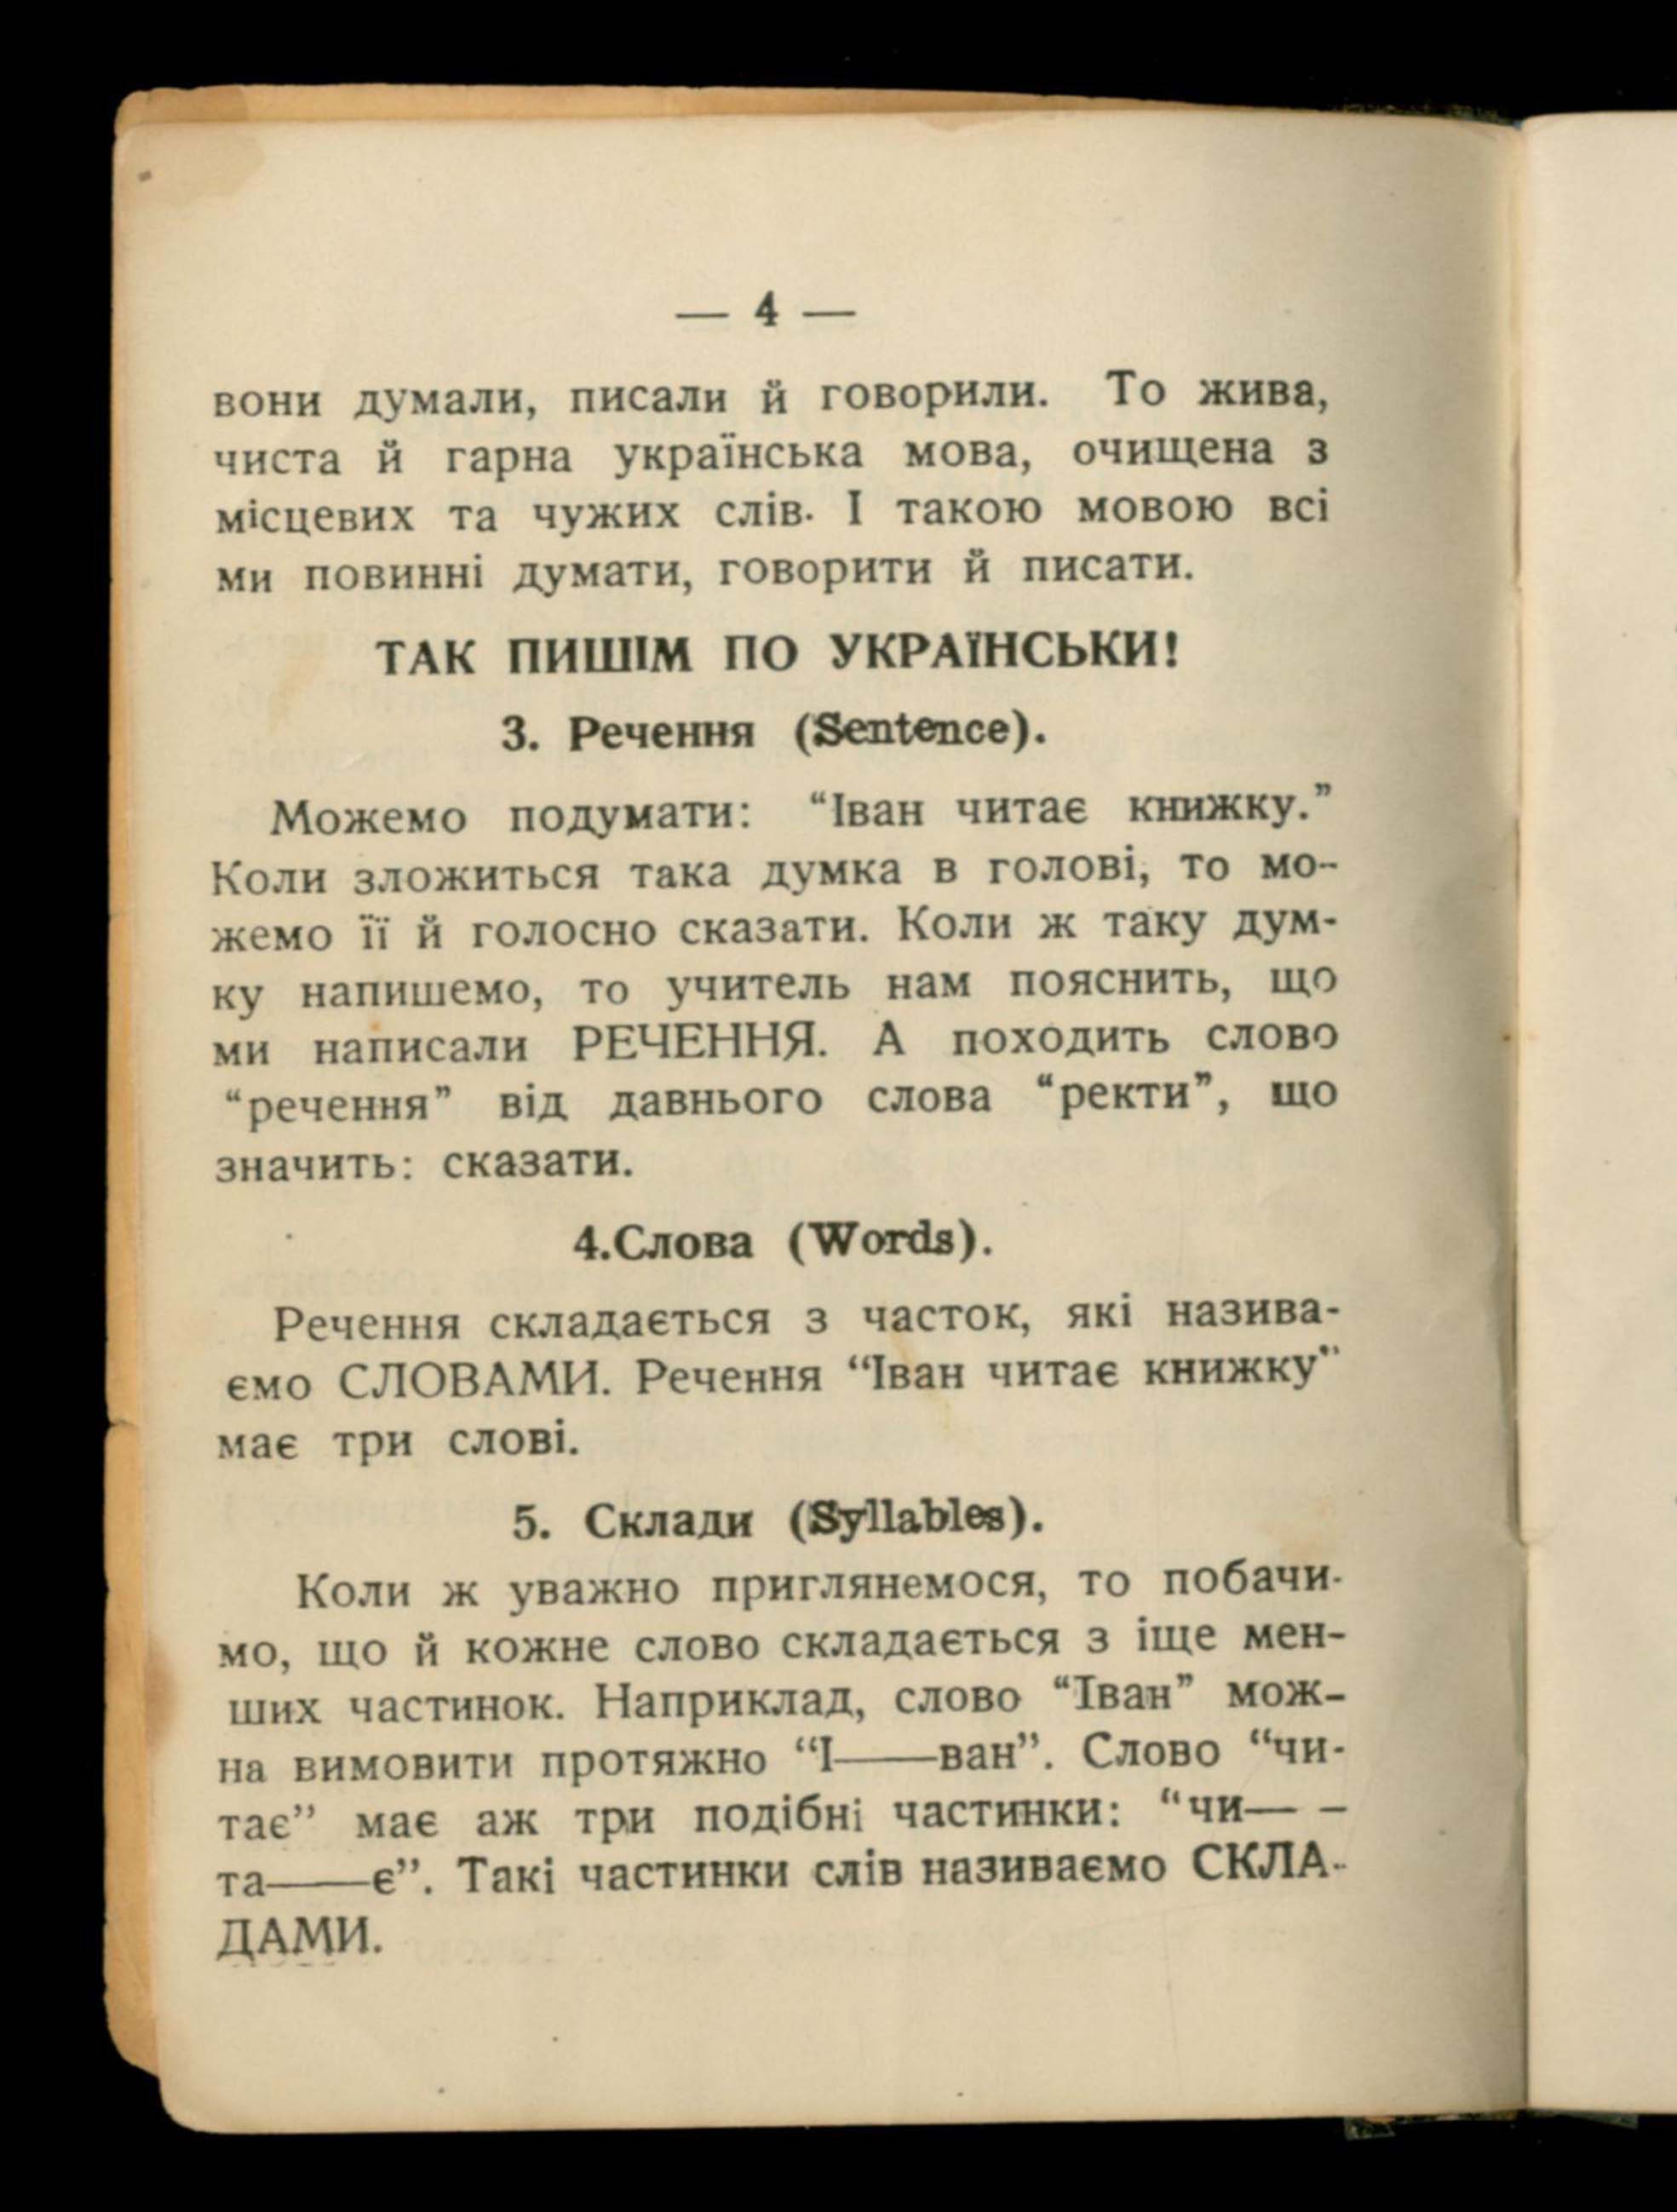 — 4 —
вони думали, писали й говорили. То жива,
чиста й гарна українська мова, очищена з
місцевих та чужих слів. І такою мовою всі
ми повинні думати, говорити й писати.
ТАК ПИШІМ ПО УКРАЇНСЬКИ!
3. Речення (Sentence).
Можемо подумати: “Іван читає книжку.”
Коли зложиться така думка в голові, то мо-
жемо її й голосно сказати. Коли ж таку дум-
ку напишемо, то учитель нам пояснить, що
ми написали РЕЧЕННЯ. А походить слово
“речення” від давнього слова “ректи”, що
значить: сказати.
4.Слова (Words).
Речення складається з часток, які назива-
ємо СЛОВАМИ. Речення “Іван читає книжку”
має три слові.
5. Склади (Syllables).
Коли ж уважно приглянемося, то побачи-
мо, що й кожне слово складається з іще мен-
ших частинок. Наприклад, слово “Іван” мож-
на вимовити протяжно “І——ван”. Слово “чи-
тає” має аж три подібні частинки: “чи— –
та——є”. Такі частинки слів називаємо СКЛА-
ДАМИ.